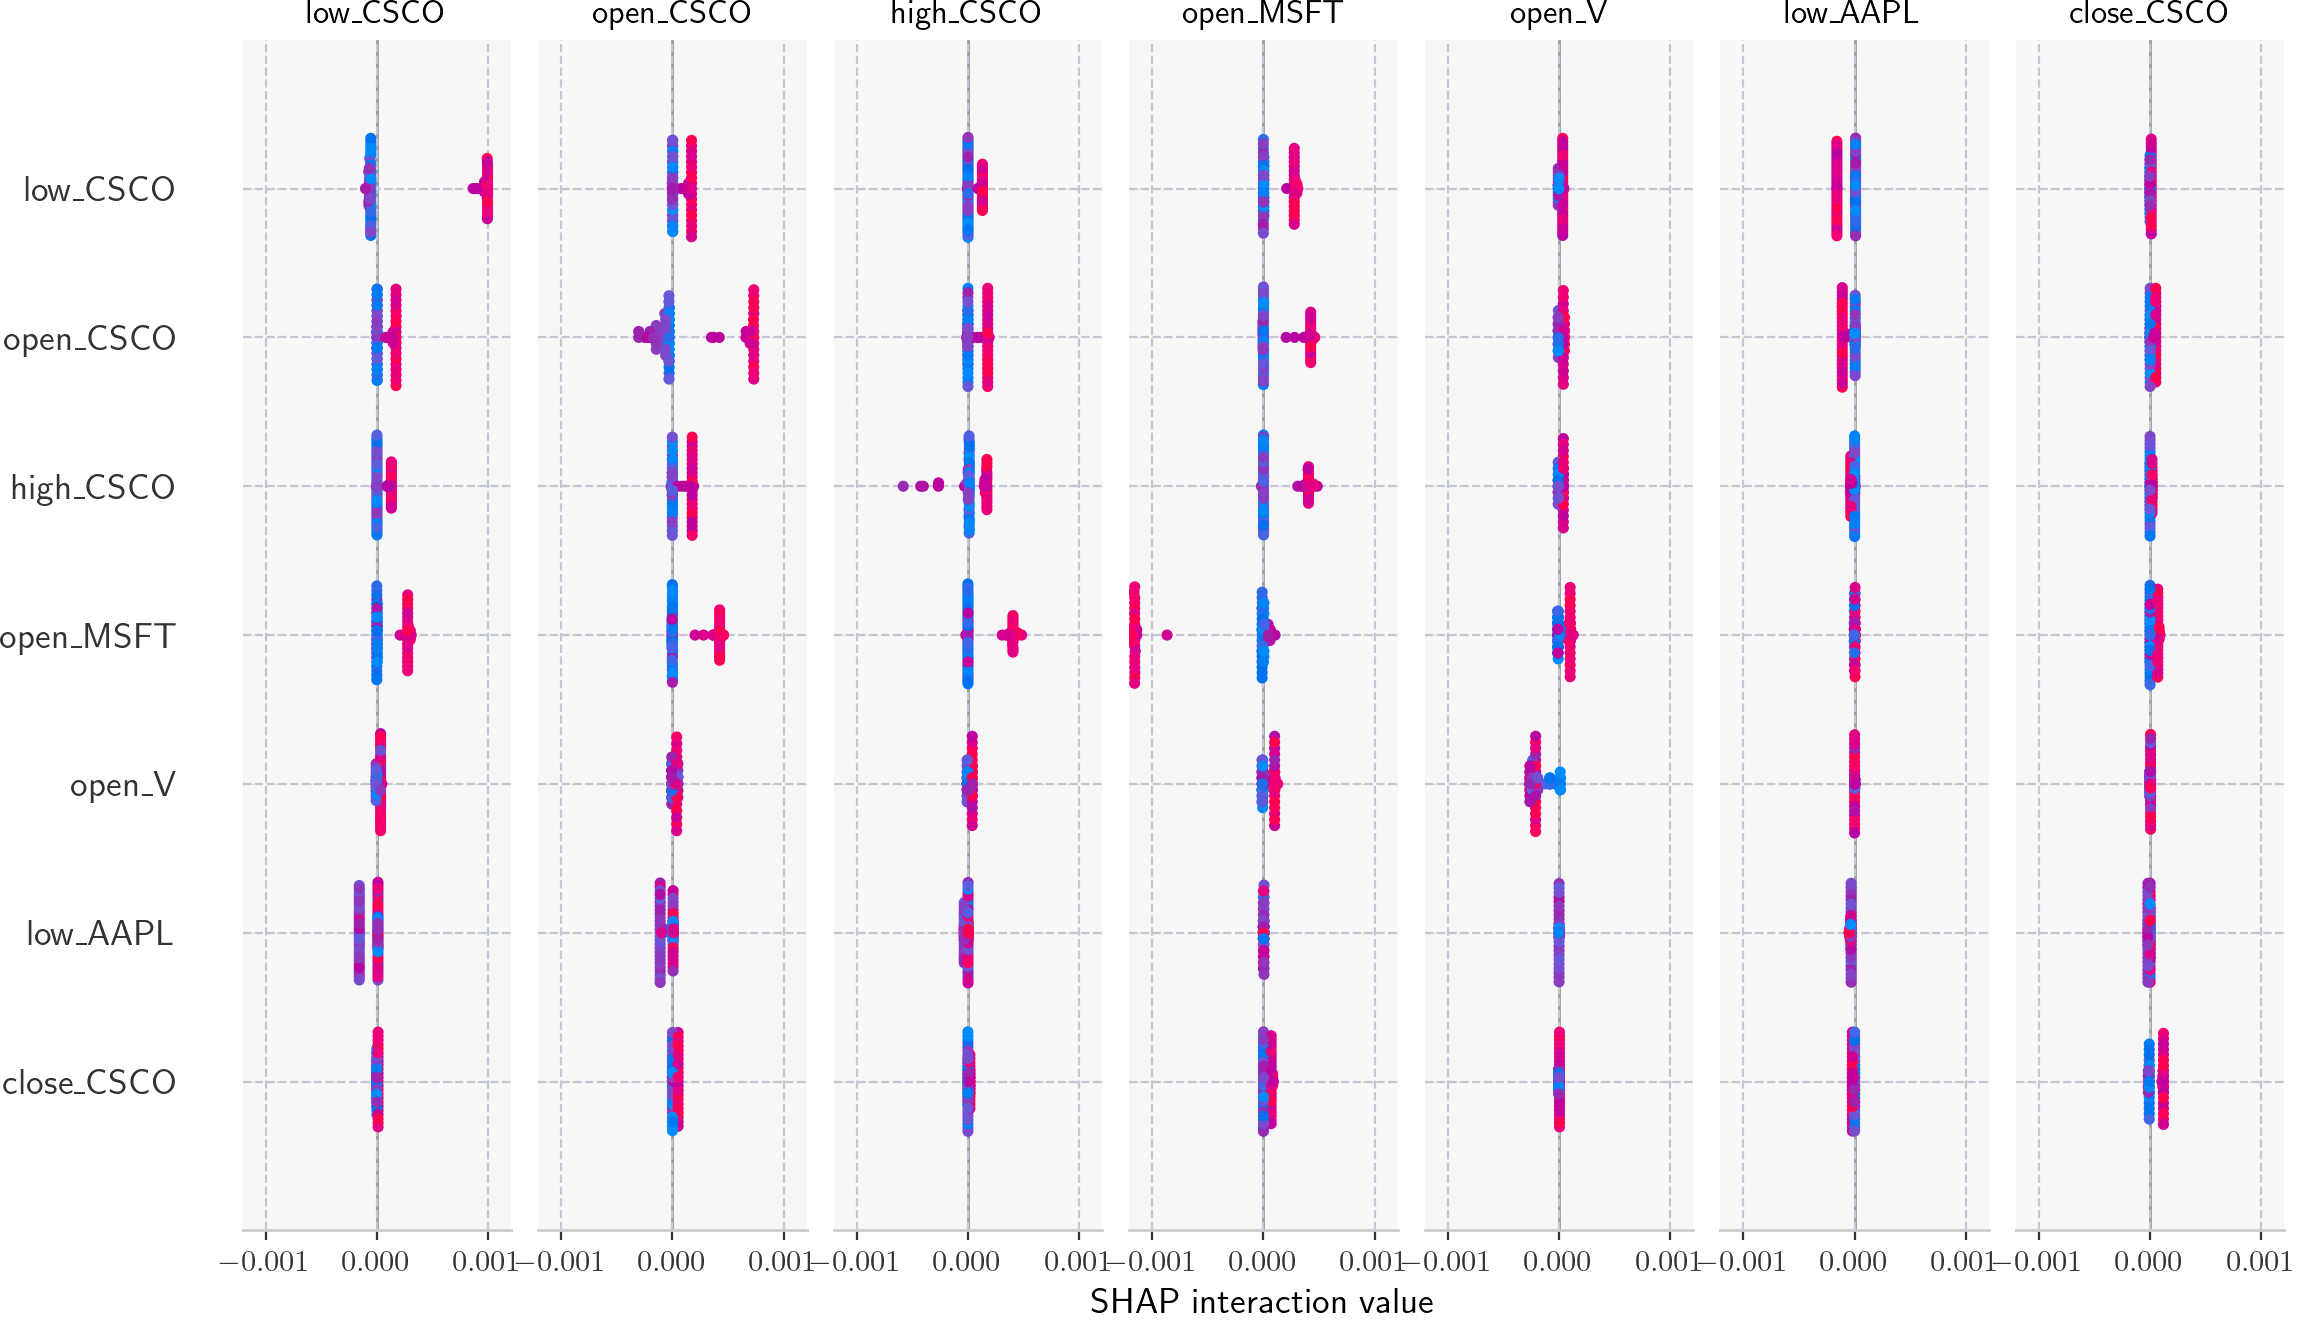 low_CSCO open_CSCO high_CSCO open_MSFT open_V low_AAPL close_CSCO
low_CSCO
open_CSCO
high_CSCO
open_MSFT
open_V
low_AAPL
close_CSCO
−0.001 0.000 0.001 −0.001 0.000 0.001 −0.001 0.000 0.001 −0.001 0.000 0.001 −0.001 0.000 0.001 −0.001 0.000 0.001 −0.001 0.000 0.001
SHAP interaction value